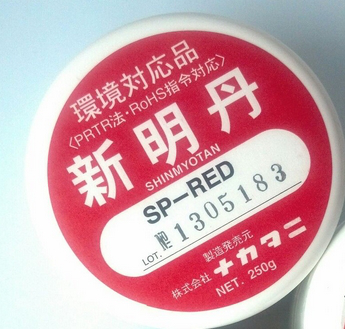 環境対応品
〈PRTR法・RoHS指令対応〉
新明丹
SHINMYOTAN
SP-RED
LOT. № 1305183
製造発売元
株式会社 ナカタニ
NET. 250g